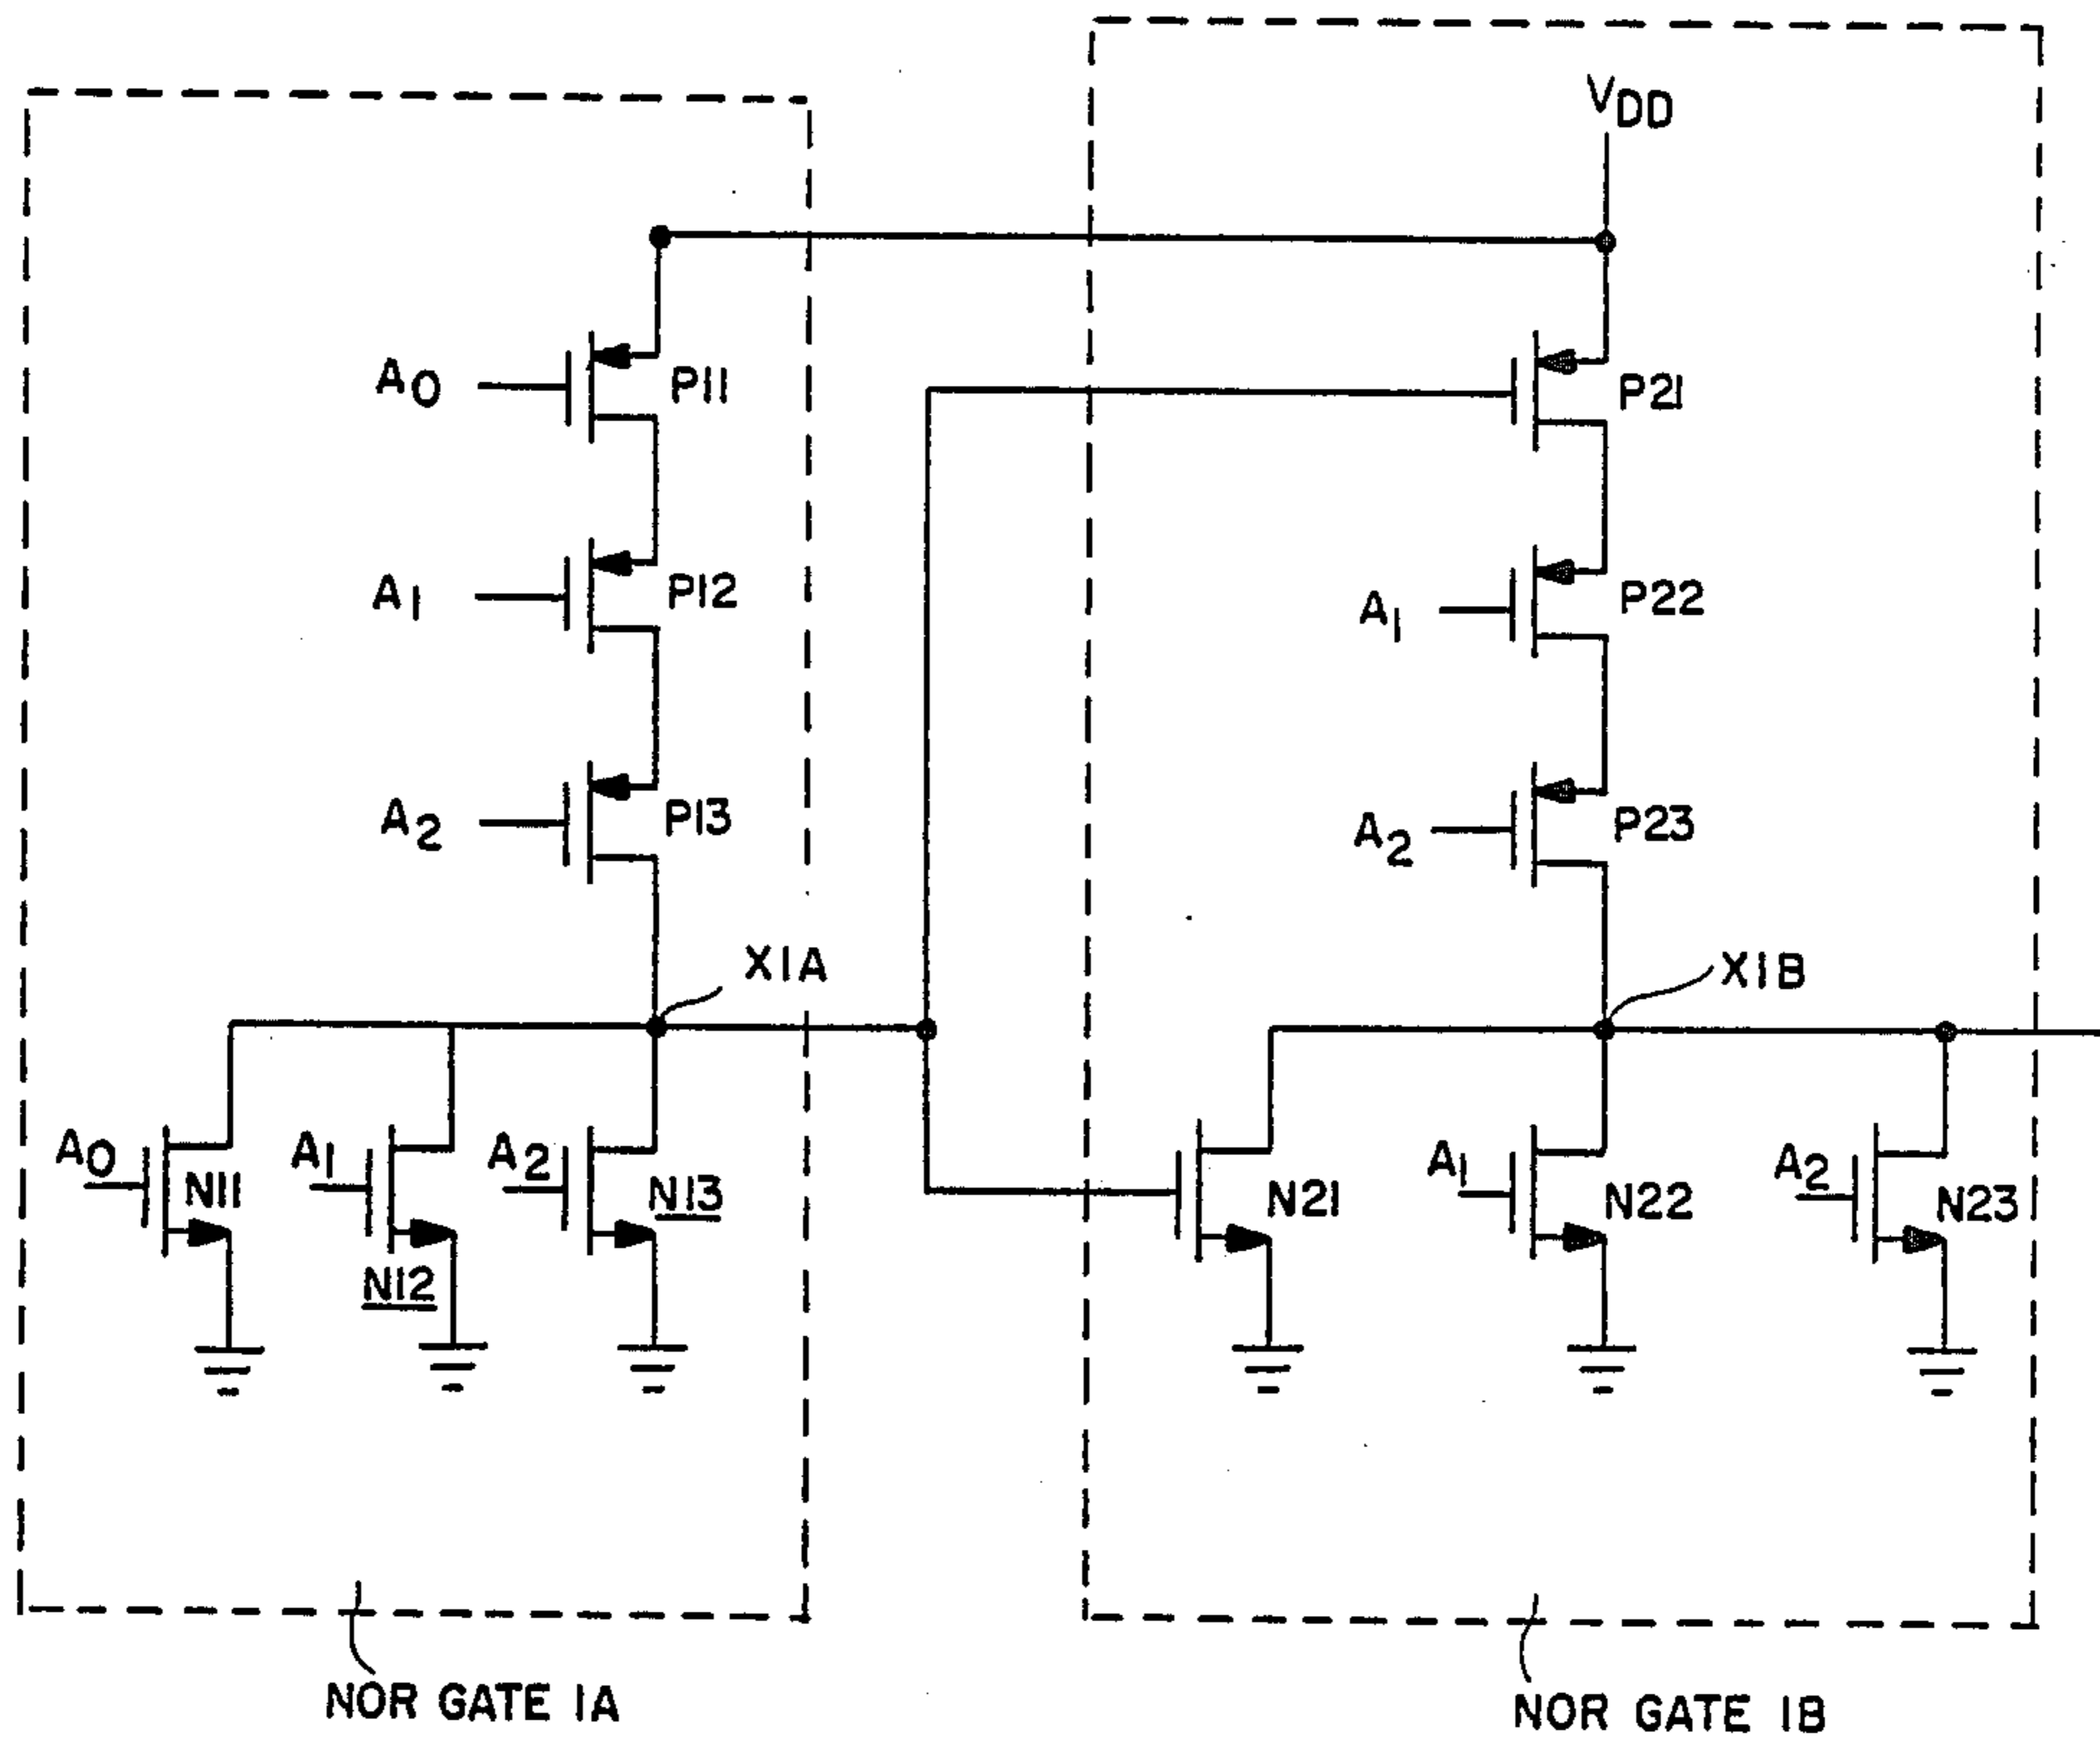 VDD
A0 P11
P21
A1 P12
A1 P22
A2 P13
A2 P23
X1A
X1B
A0 N11
A1 N12
A2 N13
N21
A1 N22
A2 N23
NOR GATE 1A
NOR GATE 1B